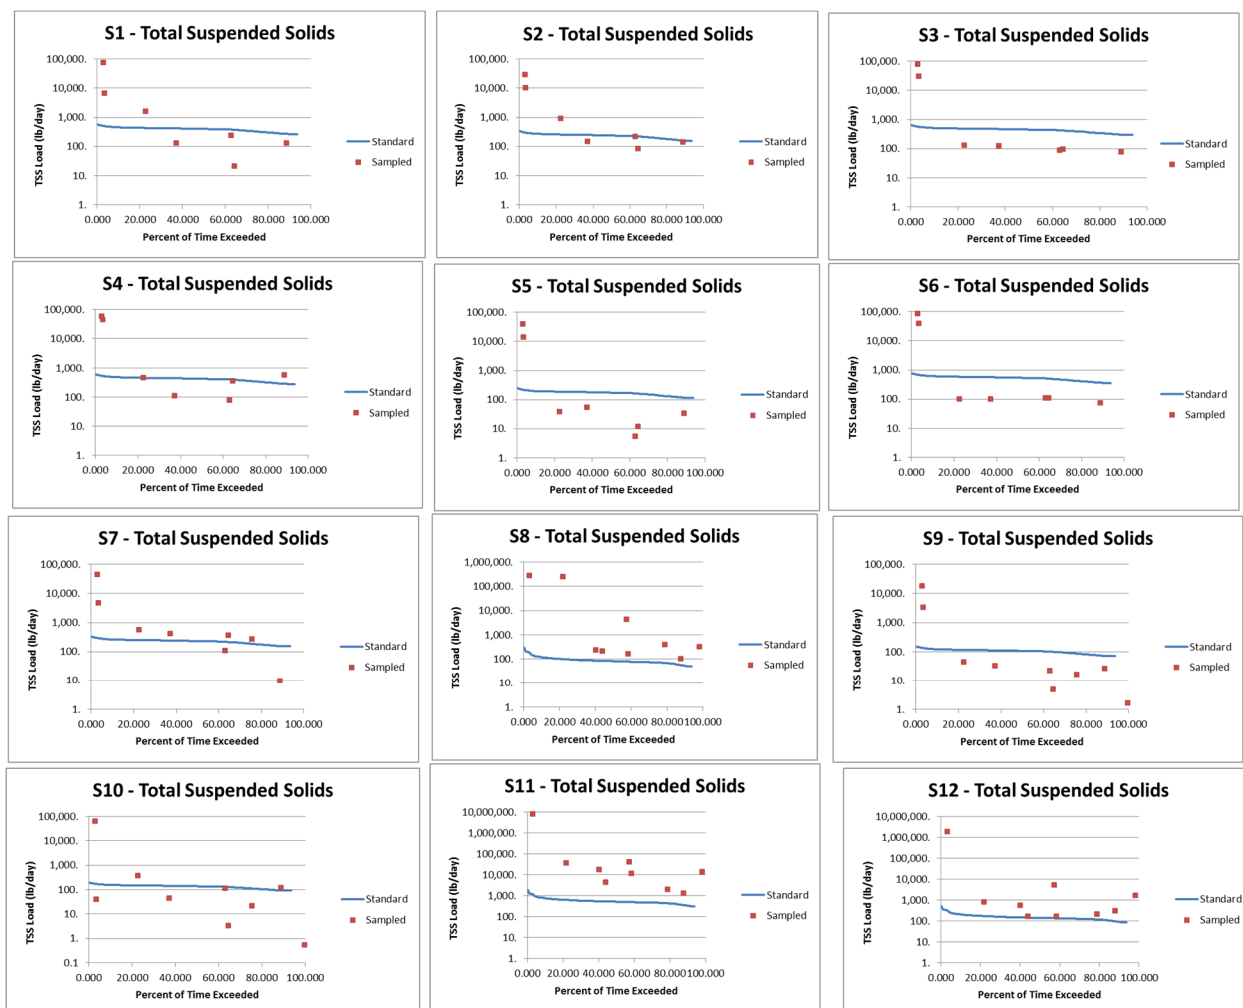 S1 - Total Suspended Solids
100,000.
10,000.
1,000.
100.
10.
1.
TSS Load (lb/day)
0.000 20.000 40.000 60.000 80.000 100.000
Percent of Time Exceeded
Standard
Sampled
S2 - Total Suspended Solids
100,000.
10,000.
1,000.
100.
10.
1.
TSS Load (lb/day)
0.000 20.000 40.000 60.000 80.000 100.000
Percent of Time Exceeded
Standard
Sampled
S3 - Total Suspended Solids
100,000.
10,000.
1,000.
100.
10.
1.
TSS Load (lb/day)
0.000 20.000 40.000 60.000 80.000 100.000
Percent of Time Exceeded
Standard
Sampled
S4 - Total Suspended Solids
100,000.
10,000.
1,000.
100.
10.
1.
TSS Load (lb/day)
0.000 20.000 40.000 60.000 80.000 100.000
Percent of Time Exceeded
Standard
Sampled
S5 - Total Suspended Solids
100,000.
10,000.
1,000.
100.
10.
1.
TSS Load (lb/day)
0.000 20.000 40.000 60.000 80.000 100.000
Percent of Time Exceeded
Standard
Sampled
S6 - Total Suspended Solids
100,000.
10,000.
1,000.
100.
10.
1.
TSS Load (lb/day)
0.000 20.000 40.000 60.000 80.000 100.000
Percent of Time Exceeded
Standard
Sampled
S7 - Total Suspended Solids
100,000.
10,000.
1,000.
100.
10.
1.
TSS Load (lb/day)
0.000 20.000 40.000 60.000 80.000 100.000
Percent of Time Exceeded
Standard
Sampled
S8 - Total Suspended Solids
1,000,000.
100,000.
10,000.
1,000.
100.
10.
1.
TSS Load (lb/day)
0.000 20.000 40.000 60.000 80.000100.000
Percent of Time Exceeded
Standard
Sampled
S9 - Total Suspended Solids
100,000.
10,000.
1,000.
100.
10.
1.
TSS Load (lb/day)
0.000 20.000 40.000 60.000 80.000 100.000
Percent of Time Exceeded
Standard
Sampled
S10 - Total Suspended Solids
100,000.
10,000.
1,000.
100.
10.
1.
0.1
TSS Load (lb/day)
0.000 20.000 40.000 60.000 80.000 100.000
Percent of Time Exceeded
Standard
Sampled
S11 - Total Suspended Solids
10,000,000.
1,000,000.
100,000.
10,000.
1,000.
100.
10.
1.
TSS Load (lb/day)
0.000 20.000 40.000 60.000 80.000100.000
Percent of Time Exceeded
Standard
Sampled
S12 - Total Suspended Solids
10,000,000.
1,000,000.
100,000.
10,000.
1,000.
100.
10.
1.
TSS Load (lb/day)
0.000 20.000 40.000 60.000 80.000 100.000
Percent of Time Exceeded
Standard
Sampled